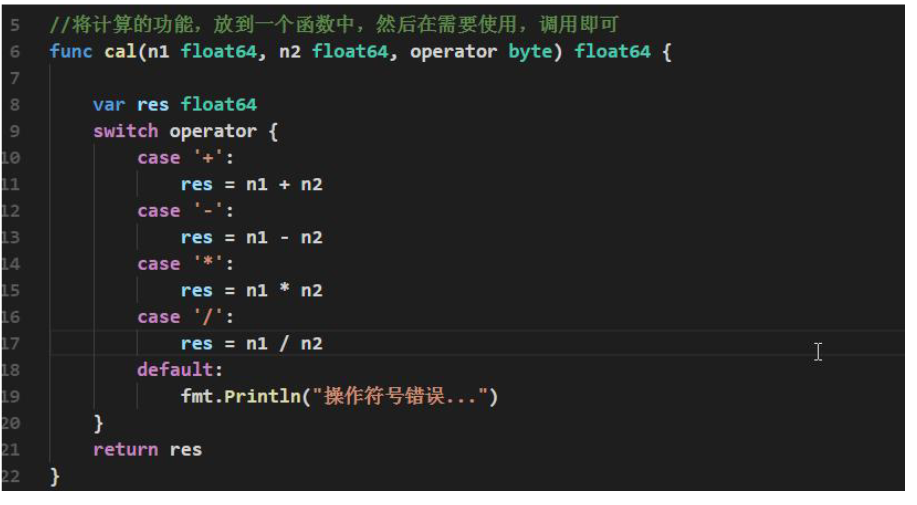 5 //将计算的功能，放到一个函数中，然后在需要使用，调用即可
6 func cal(n1 float64, n2 float64, operator byte) float64 {
7
8 var res float64
9 switch operator {
10 case '+':
11 res = n1 + n2
12 case '-':
13 res = n1 - n2
14 case '*':
15 res = n1 * n2
16 case '/':
17 res = n1 / n2
18 default:
19 fmt.Println("操作符号错误...")
20 }
21 return res
22 }